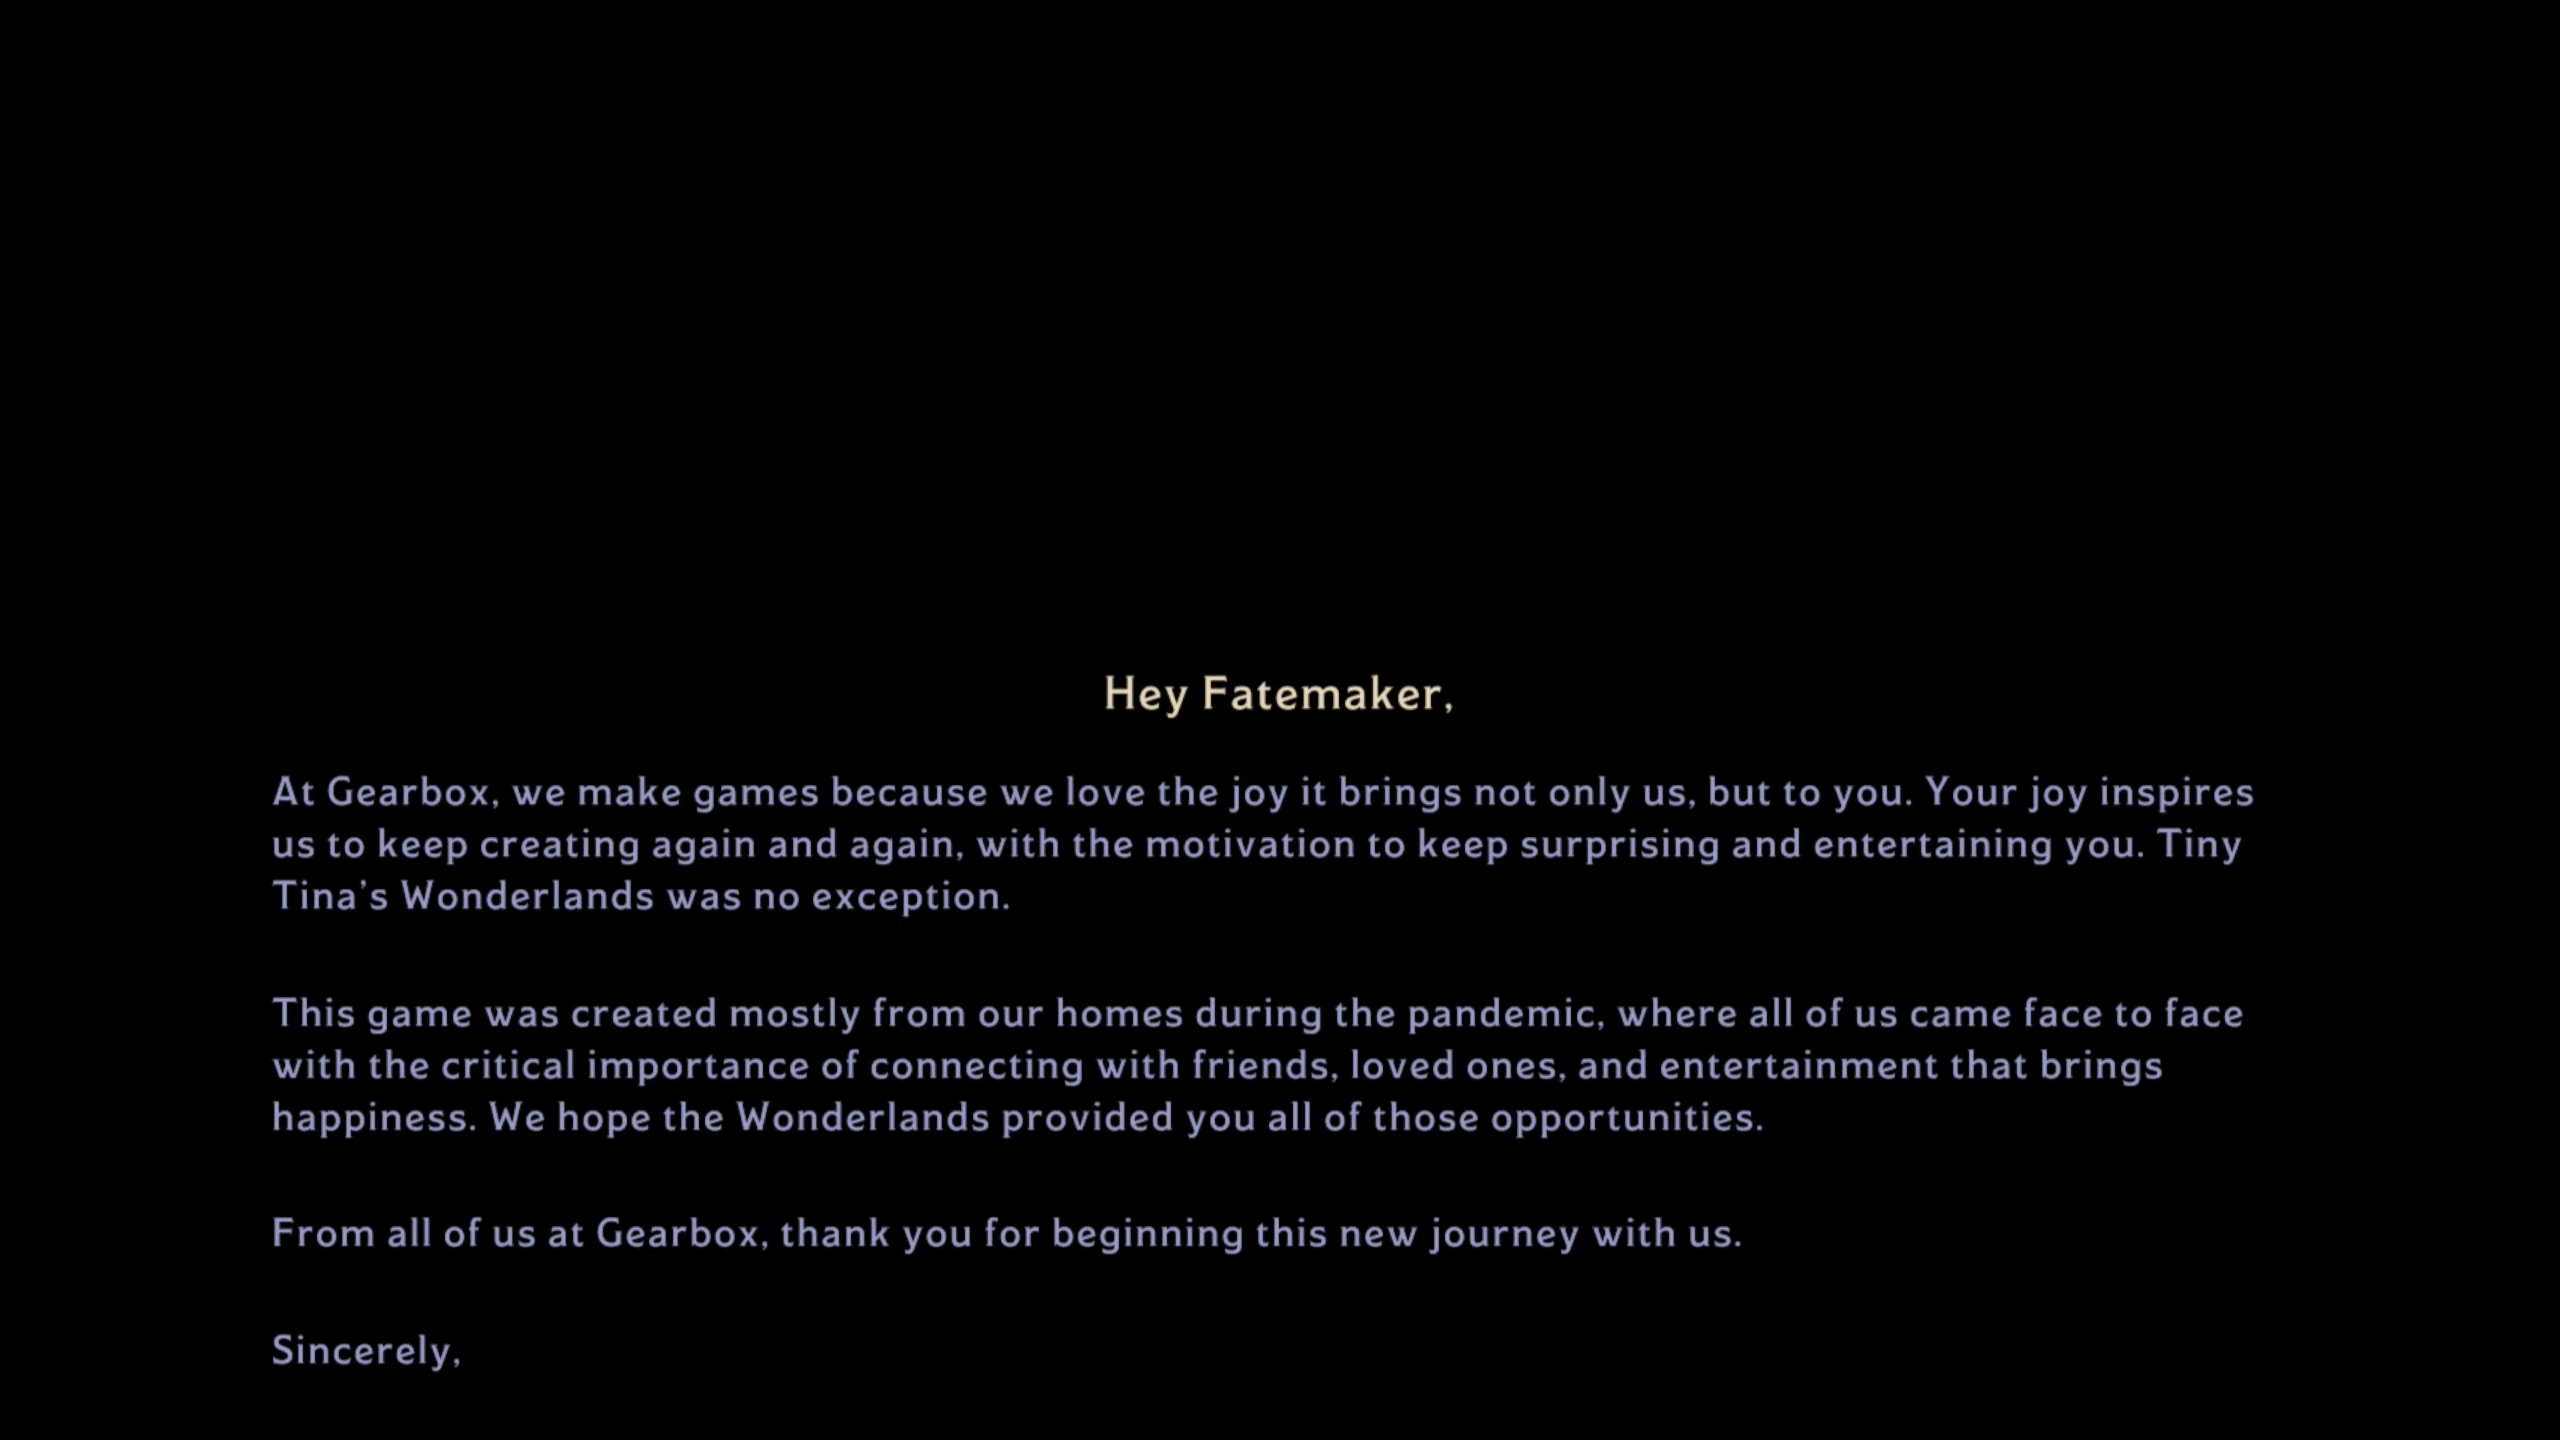 Hey Fatemaker,
At Gearbox, we make games because we love the joy it brings not only us, but to you. Your joy inspires
us to keep creating again and again, with the motivation to keep surprising and entertaining you. Tiny
Tina's Wonderlands was no exception.
This game was created mostly from our homes during the pandemic, where all of us came face to face
with the critical importance of connecting with friends, loved ones, and entertainment that brings
happiness. We hope the Wonderlands provided you all of those opportunities.
From all of us at Gearbox, thank you for beginning this new journey with us.
Sincerely,